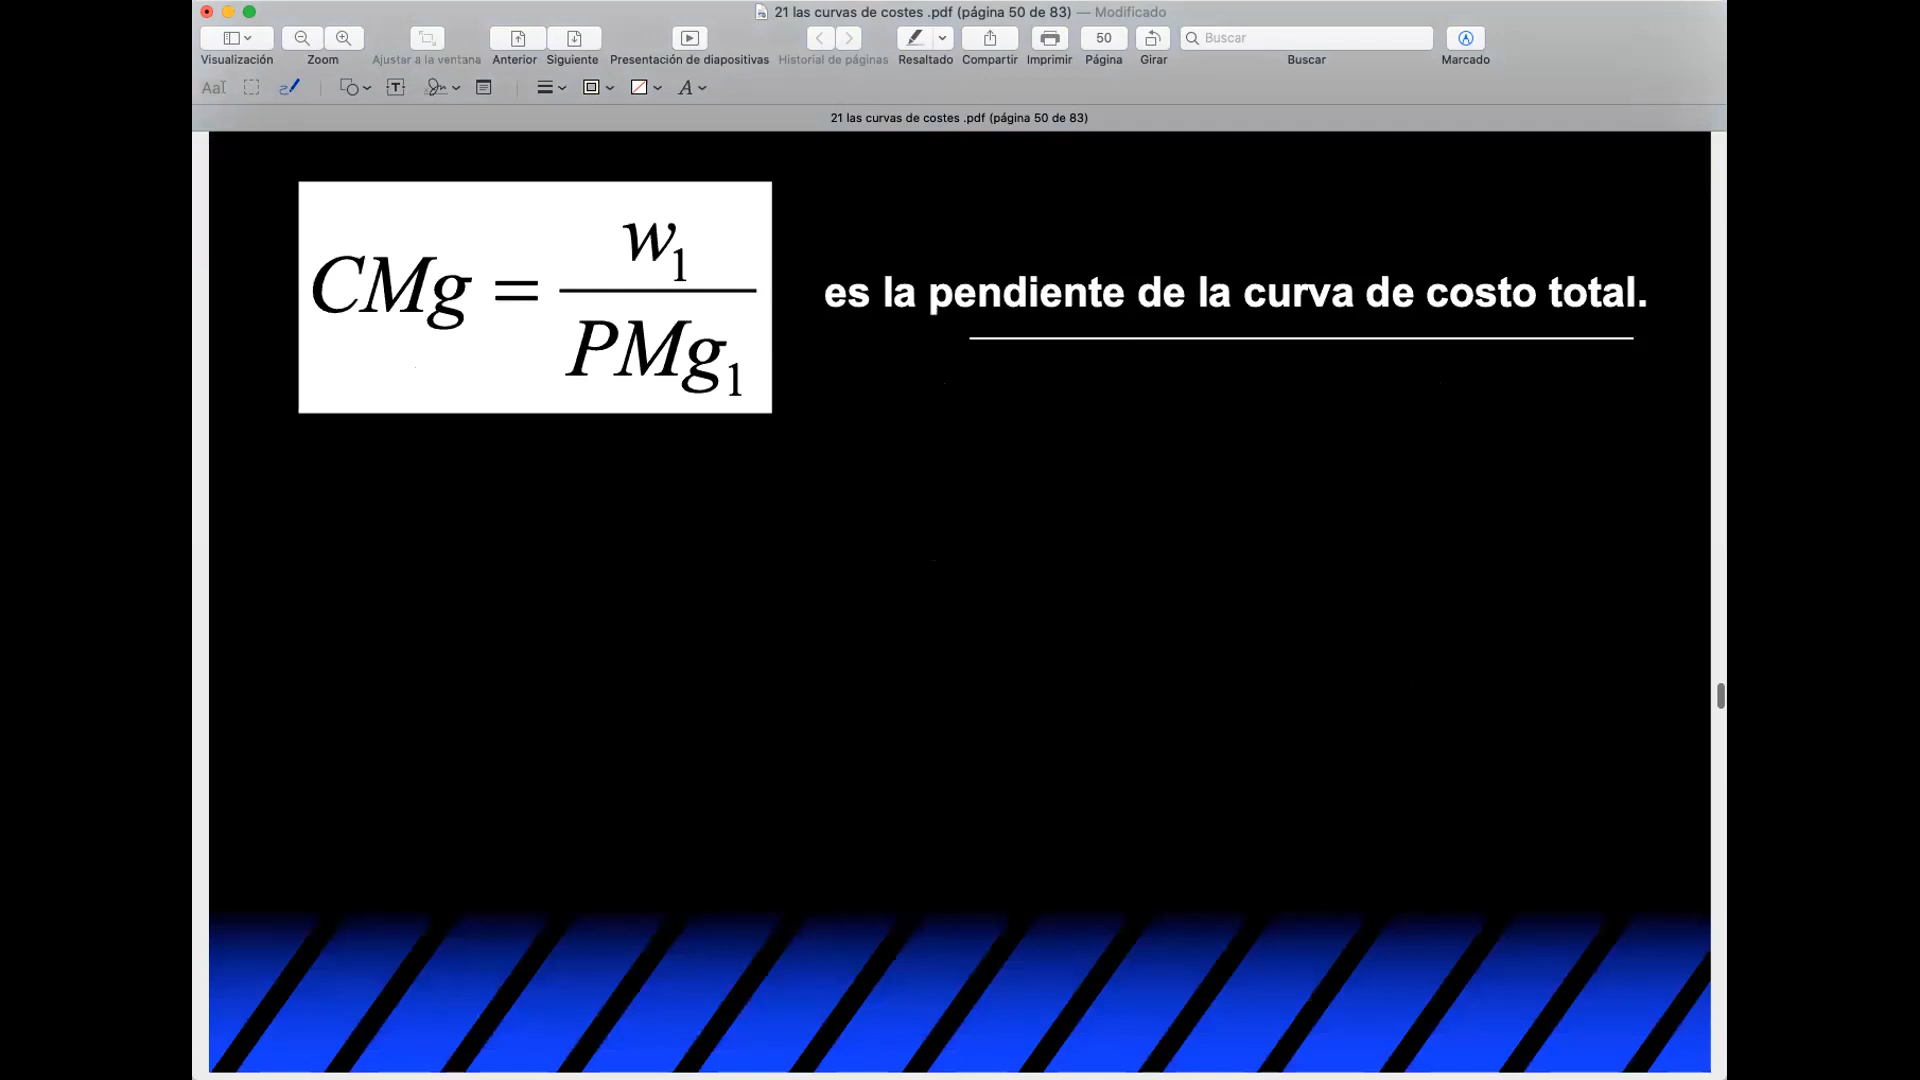 21 las curvas de costes .pdf (página 50 de 83) — Modificado
50
Buscar
Visualización
Zoom
Ajustar a la ventana
Anterior
Siguiente
Presentación de diapositivas
Historial de páginas
Resaltado
Compartir
Imprimir
Página
Girar
Buscar
Marcado
AaI
T
A
21 las curvas de costes .pdf (página 50 de 83)
CMg = w₁ / PMg₁
es la pendiente de la curva de costo total.